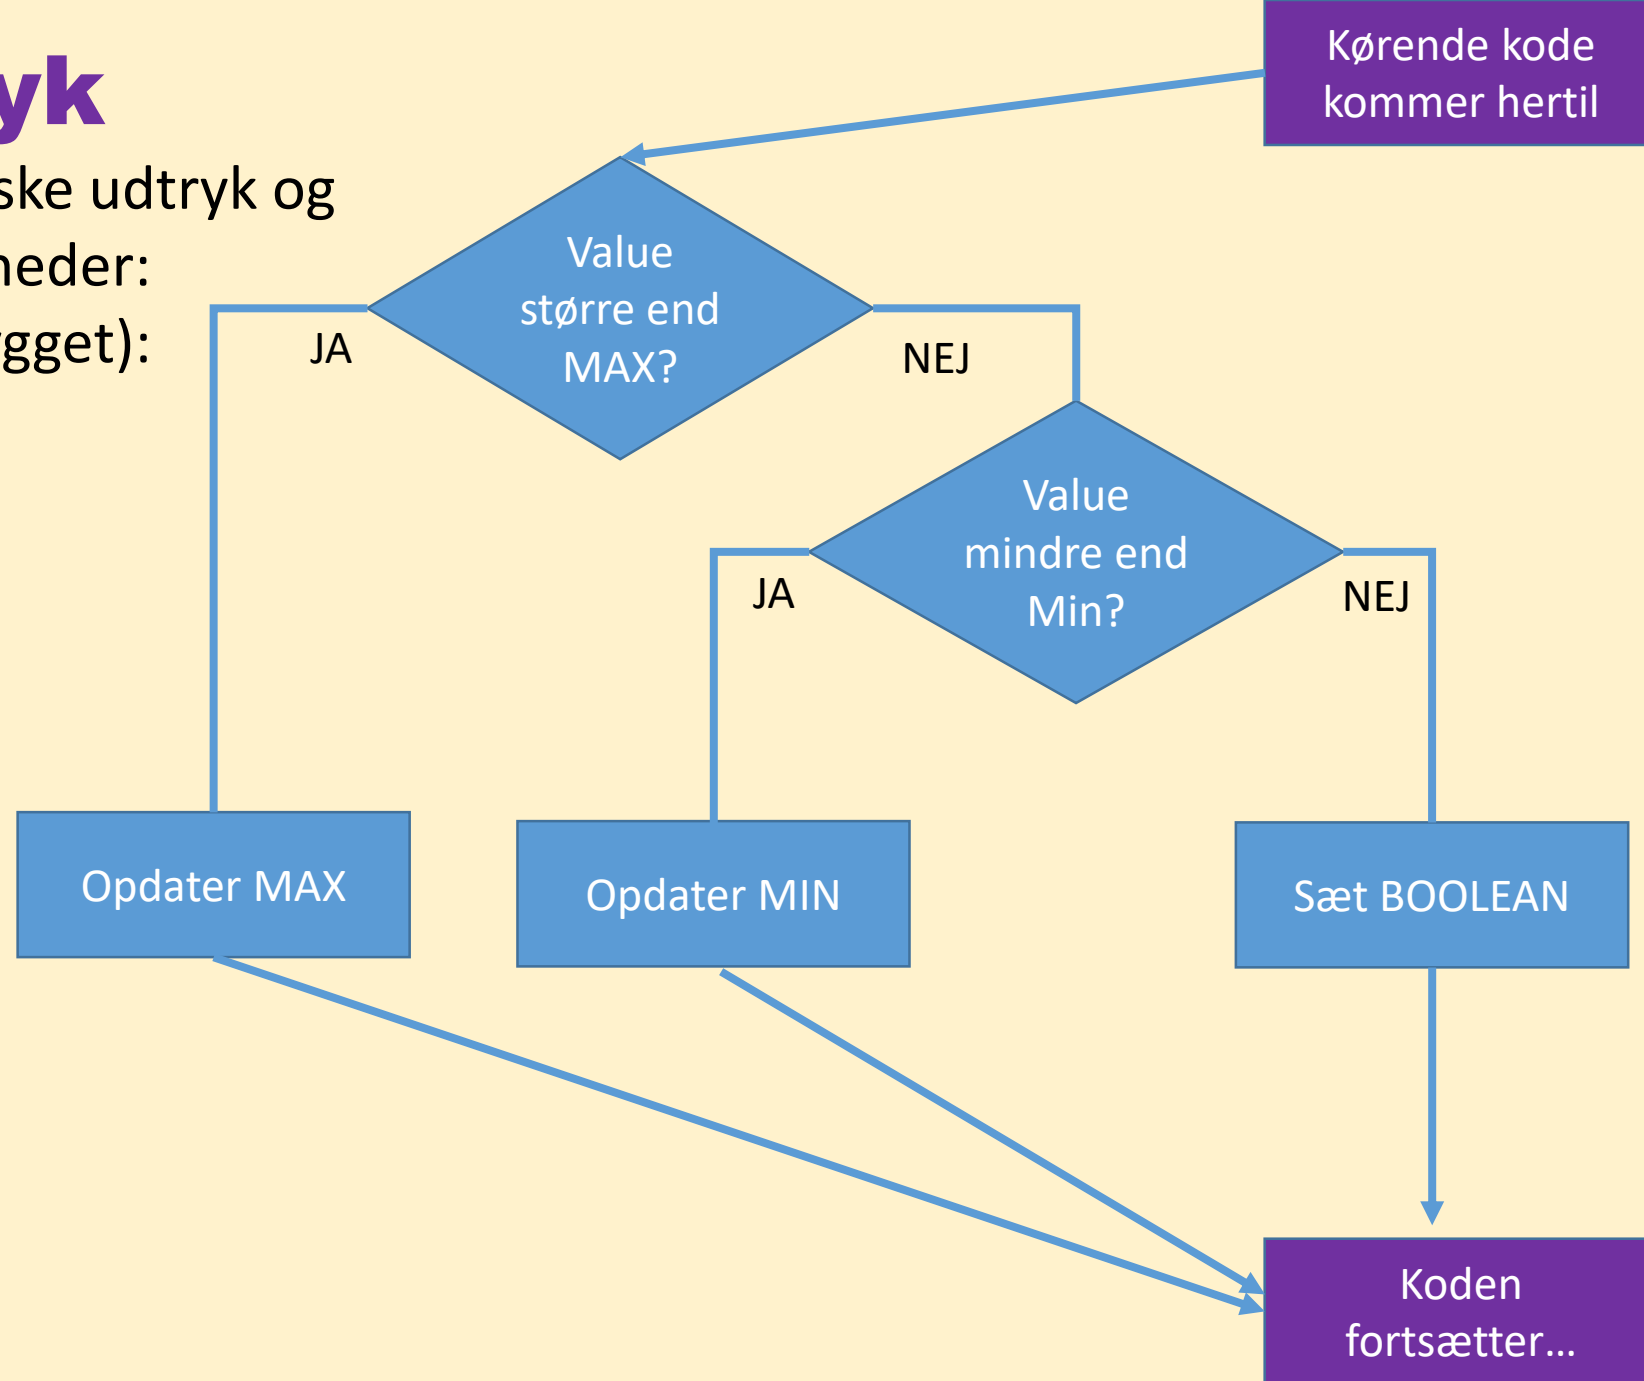 yk
ske udtryk og
neder:
gget):
Kørende kode
kommer hertil
Value
større end
MAX?
JA
NEJ
Value
mindre end
Min?
JA
NEJ
Opdater MAX
Opdater MIN
Sæt BOOLEAN
Koden
fortsætter...